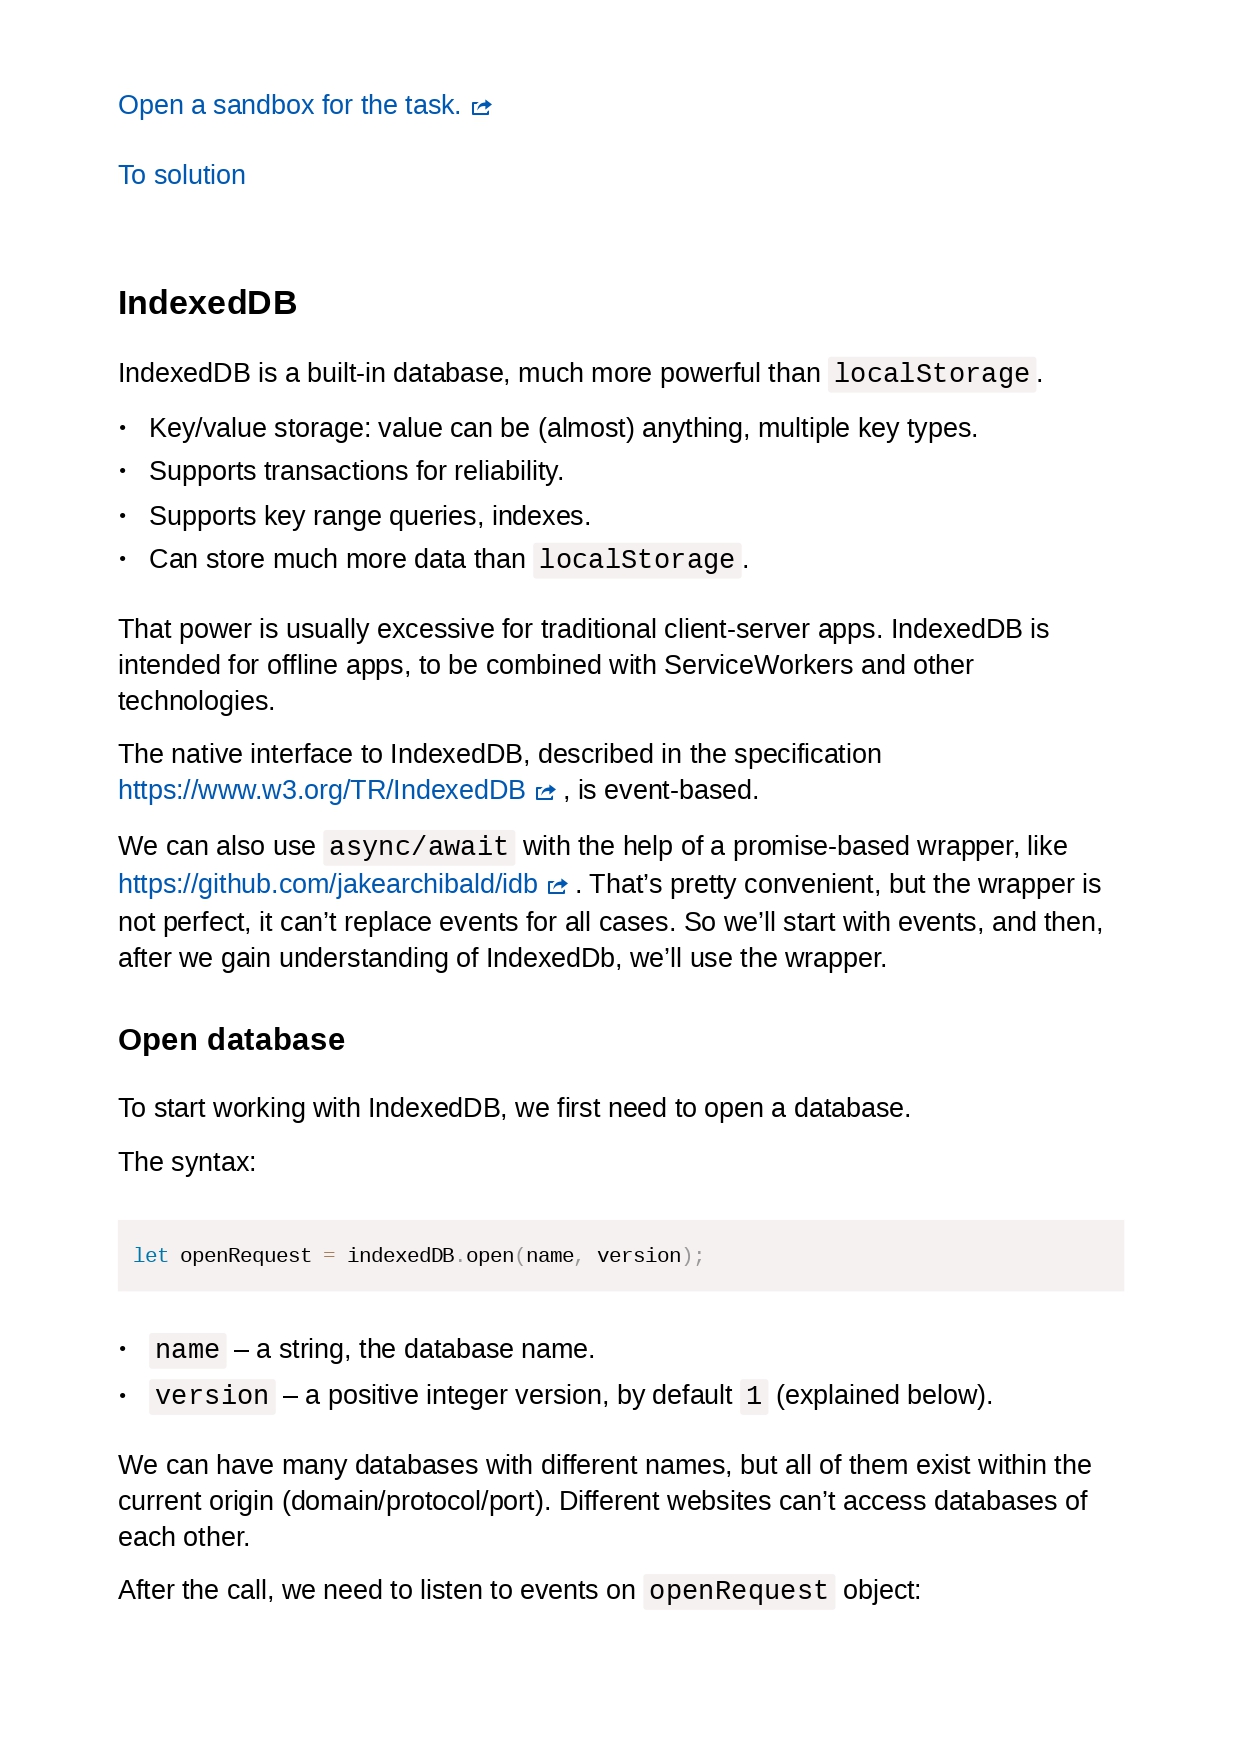 Open a sandbox for the task.
To solution
IndexedDB
IndexedDB is a built-in database, much more powerful than localStorage.
• Key/value storage: value can be (almost) anything, multiple key types.
• Supports transactions for reliability.
• Supports key range queries, indexes.
• Can store much more data than localStorage.
That power is usually excessive for traditional client-server apps. IndexedDB is
intended for offline apps, to be combined with ServiceWorkers and other
technologies.
The native interface to IndexedDB, described in the specification
https://www.w3.org/TR/IndexedDB , is event-based.
We can also use async/await with the help of a promise-based wrapper, like
https://github.com/jakearchibald/idb . That’s pretty convenient, but the wrapper is
not perfect, it can’t replace events for all cases. So we’ll start with events, and then,
after we gain understanding of IndexedDb, we’ll use the wrapper.
Open database
To start working with IndexedDB, we first need to open a database.
The syntax:
let openRequest = indexedDB.open(name, version);
• name – a string, the database name.
• version – a positive integer version, by default 1 (explained below).
We can have many databases with different names, but all of them exist within the
current origin (domain/protocol/port). Different websites can’t access databases of
each other.
After the call, we need to listen to events on openRequest object: